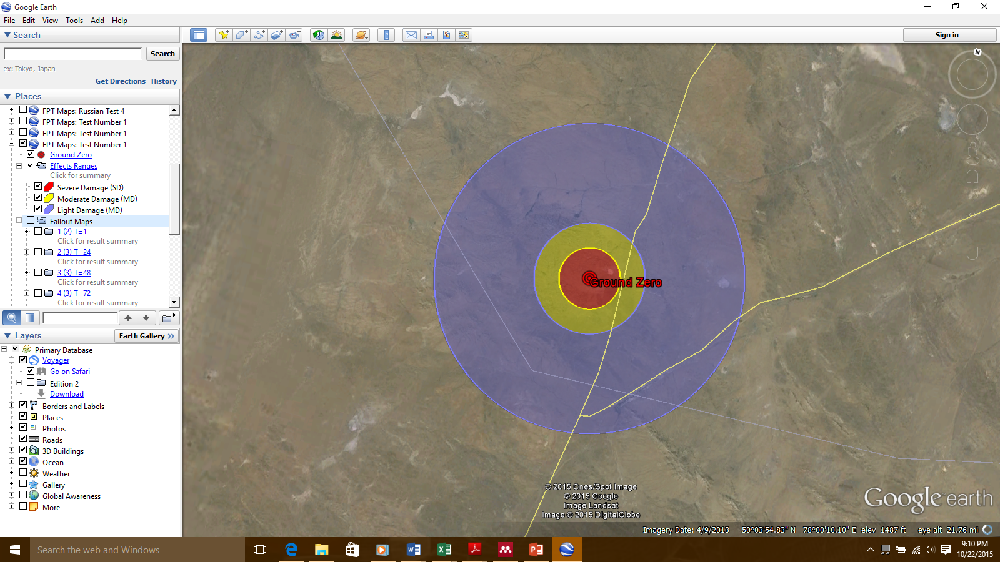 Google Earth
File Edit View Tools Add Help
Search
Search
ex: Tokyo, Japan
Get Directions History
Places
FPT Maps: Russian Test 4
FPT Maps: Test Number 1
FPT Maps: Test Number 1
FPT Maps: Test Number 1
Ground Zero
Effects Ranges
Click for summary
Severe Damage (SD)
Moderate Damage (MD)
Light Damage (MD)
Fallout Maps
1 (2) T=1
Click for result summary
2 (3) T=24
Click for result summary
3 (3) T=48
Click for result summary
4 (3) T=72
Click for result summary
Layers
Earth Gallery »
Primary Database
Voyager
Go on Safari
Edition 2
Download
Borders and Labels
Places
Photos
Roads
3D Buildings
Ocean
Weather
Gallery
Global Awareness
More
Sign in
N
Ground Zero
© 2015 Cnes/Spot Image
© 2015 Google
Image Landsat
Image © 2015 DigitalGlobe
Google earth
Imagery Date: 4/9/2013 50°03'54.83" N 78°00'10.10" E elev 1487 ft eye alt 21.76 mi
Search the web and Windows
9:10 PM
10/22/2015